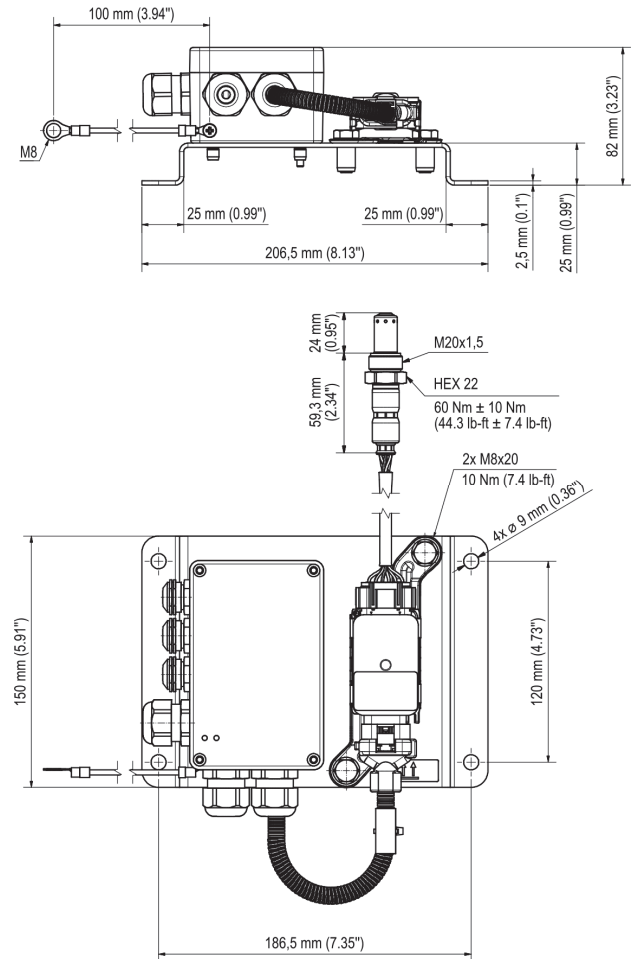 100 mm (3.94")
M8
82 mm (3.23")
25 mm (0.99")
25 mm (0.99")
206,5 mm (8.13")
2,5 mm (0.1")
25 mm (0.99")
24 mm
(0.95")
M20x1,5
HEX 22
59,3 mm
(2.34")
60 Nm ± 10 Nm
(44.3 lb-ft ± 7.4 lb-ft)
2x M8x20
10 Nm (7.4 lb-ft)
4x ⌀ 9 mm (0.36")
150 mm (5.91")
120 mm (4.73")
186,5 mm (7.35")